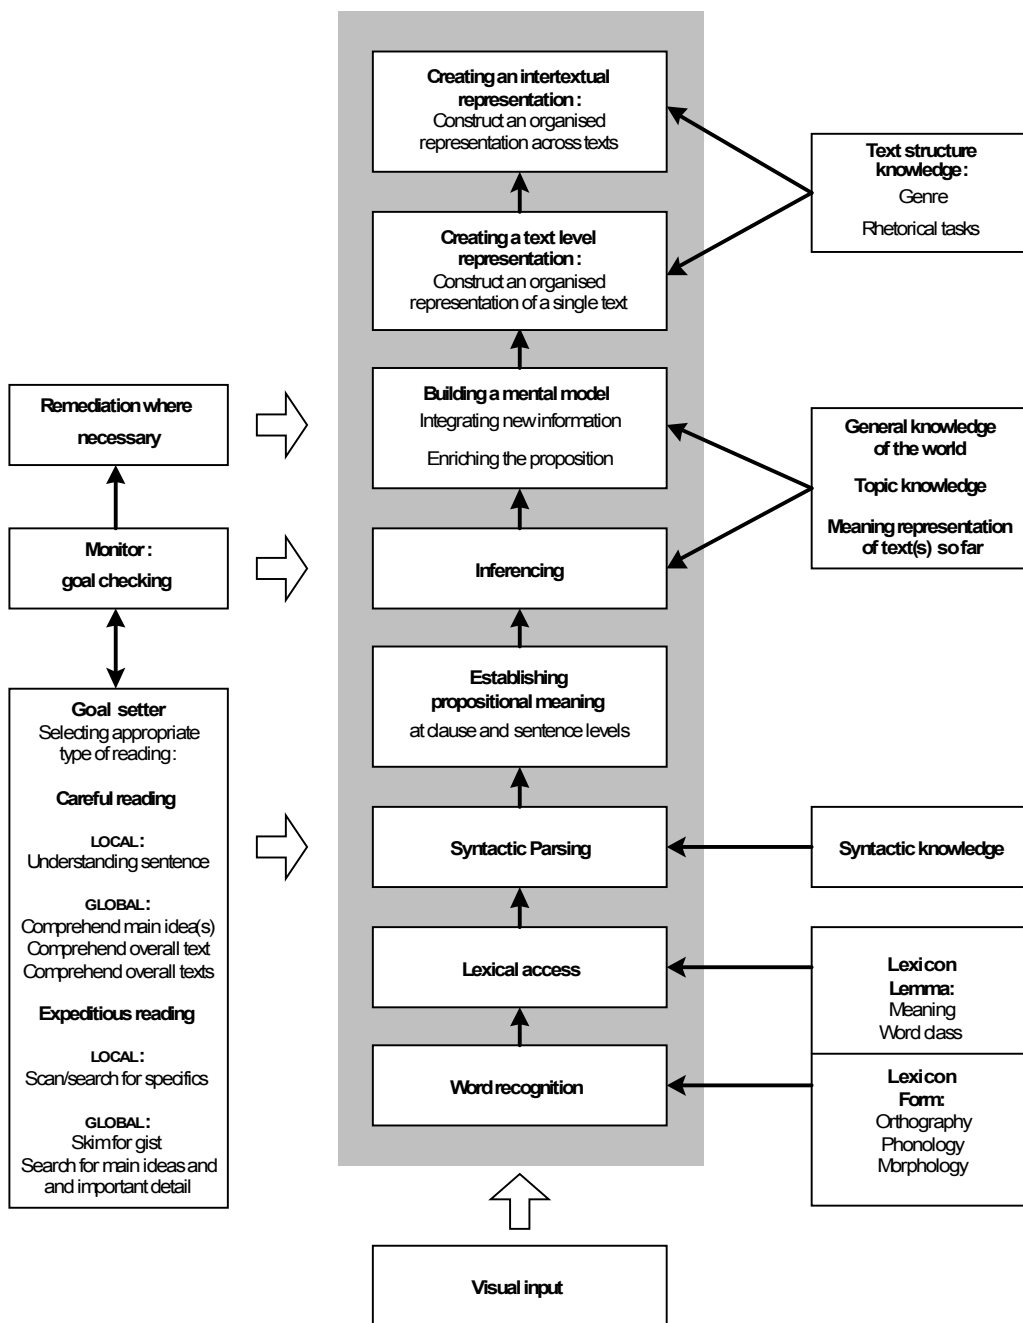 Creating an intertextual
representation :
Construct an organised
representation across texts
Creating a text level
representation :
Construct an organised
representation of a single text
Building a mental model
Integrating new information
Enriching the proposition
Inferencing
Establishing
propositional meaning
at clause and sentence levels
Syntactic Parsing
Lexical access
Word recognition
Visual input
Remediation where
necessary
Monitor :
goal checking
Goal setter
Selecting appropriate
type of reading :
Careful reading
LOCAL :
Understanding sentence
GLOBAL :
Comprehend main idea(s)
Comprehend overall text
Comprehend overall texts
Expeditious reading
LOCAL :
Scan/search for specifics
GLOBAL :
Skim for gist
Search for main ideas and
and important detail
Text structure
knowledge :
Genre
Rhetorical tasks
General knowledge
of the world
Topic knowledge
Meaning representation
of text(s) so far
Syntactic knowledge
Lexicon
Lemma:
Meaning
Word class
Lexicon
Form:
Orthography
Phonology
Morphology